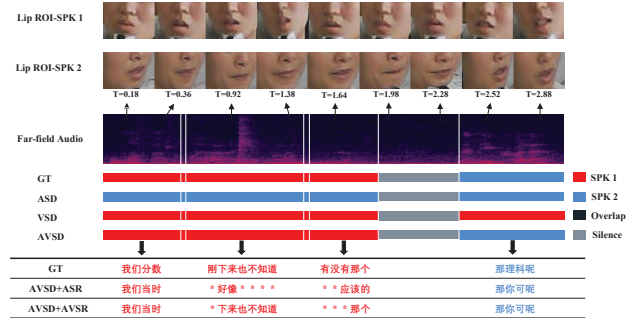 Lip ROI-SPK 1
Lip ROI-SPK 2
T=0.18 T=0.36 T=0.92 T=1.38 T=1.64 T=1.98 T=2.28 T=2.52 T=2.88
Far-field Audio
GT
SPK 1
ASD
SPK 2
VSD
Overlap
AVSD
Silence
GT 我们分数 刚下来也不知道 有没有那个 那理科呢
AVSD+ASR 我们当时 * 好像 * * * * * * 应该的 那你可呢
AVSD+AVSR 我们当时 * 下来也不知道 * * * 那个 那你可呢